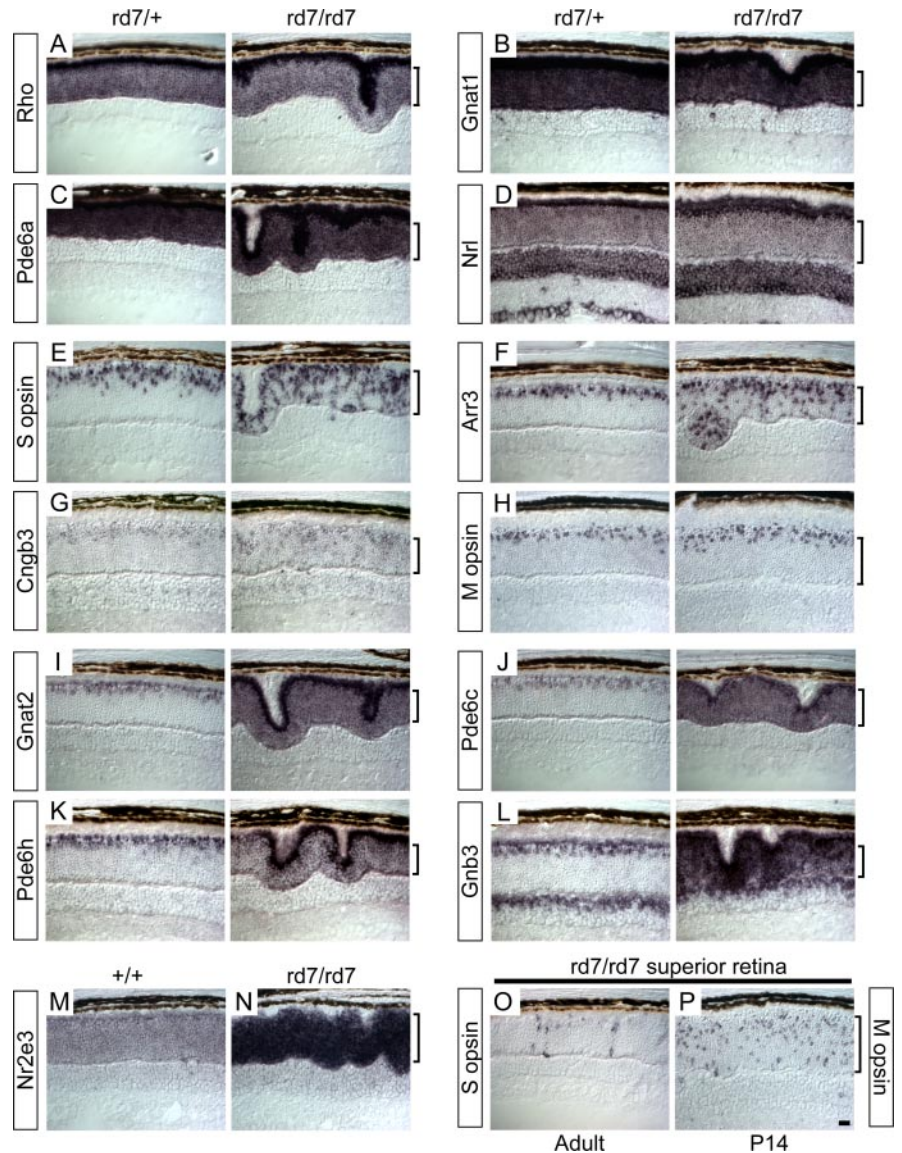 rd7/+ rd7/rd7 rd7/+ rd7/rd7
Rho A Gnat1 B
Pde6a C Nrl D
S opsin E Arr3 F
Cngb3 G M opsin H
Gnat2 I Pde6c J
Pde6h K Gnb3 L
+/+ rd7/rd7 rd7/rd7 superior retina
Nr2e3 M N S opsin O P M opsin
Adult P14